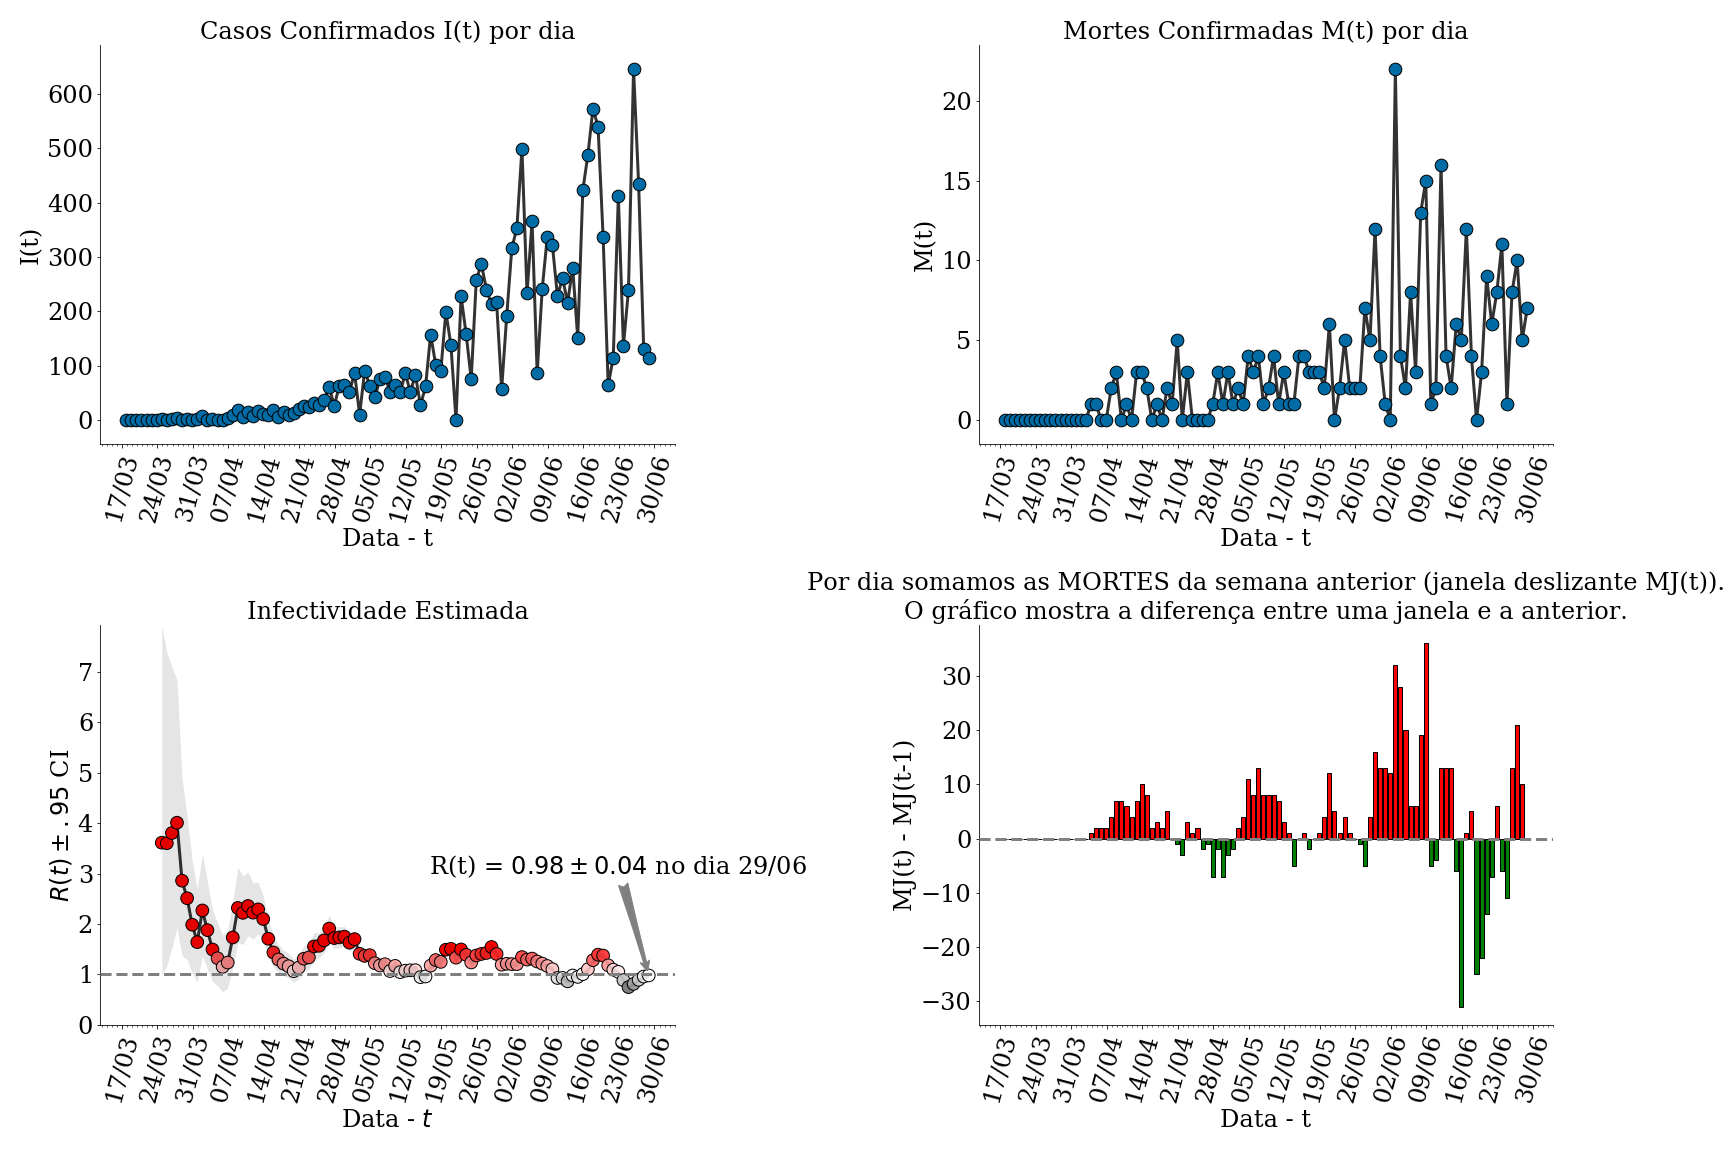 Casos Confirmados I(t) por dia
I(t)
600
500
400
300
200
100
0
17/03 24/03 31/03 07/04 14/04 21/04 28/04 05/05 12/05 19/05 26/05 02/06 09/06 16/06 23/06 30/06
Data - t
Mortes Confirmadas M(t) por dia
M(t)
20
15
10
5
0
17/03 24/03 31/03 07/04 14/04 21/04 28/04 05/05 12/05 19/05 26/05 02/06 09/06 16/06 23/06 30/06
Data - t
Infectividade Estimada
R(t) ± .95 CI
7
6
5
4
3
2
1
0
R(t) = 0.98 ± 0.04 no dia 29/06
17/03 24/03 31/03 07/04 14/04 21/04 28/04 05/05 12/05 19/05 26/05 02/06 09/06 16/06 23/06 30/06
Data - t
Por dia somamos as MORTES da semana anterior (janela deslizante MJ(t)).
O gráfico mostra a diferença entre uma janela e a anterior.
MJ(t) - MJ(t-1)
30
20
10
0
−10
−20
−30
17/03 24/03 31/03 07/04 14/04 21/04 28/04 05/05 12/05 19/05 26/05 02/06 09/06 16/06 23/06 30/06
Data - t